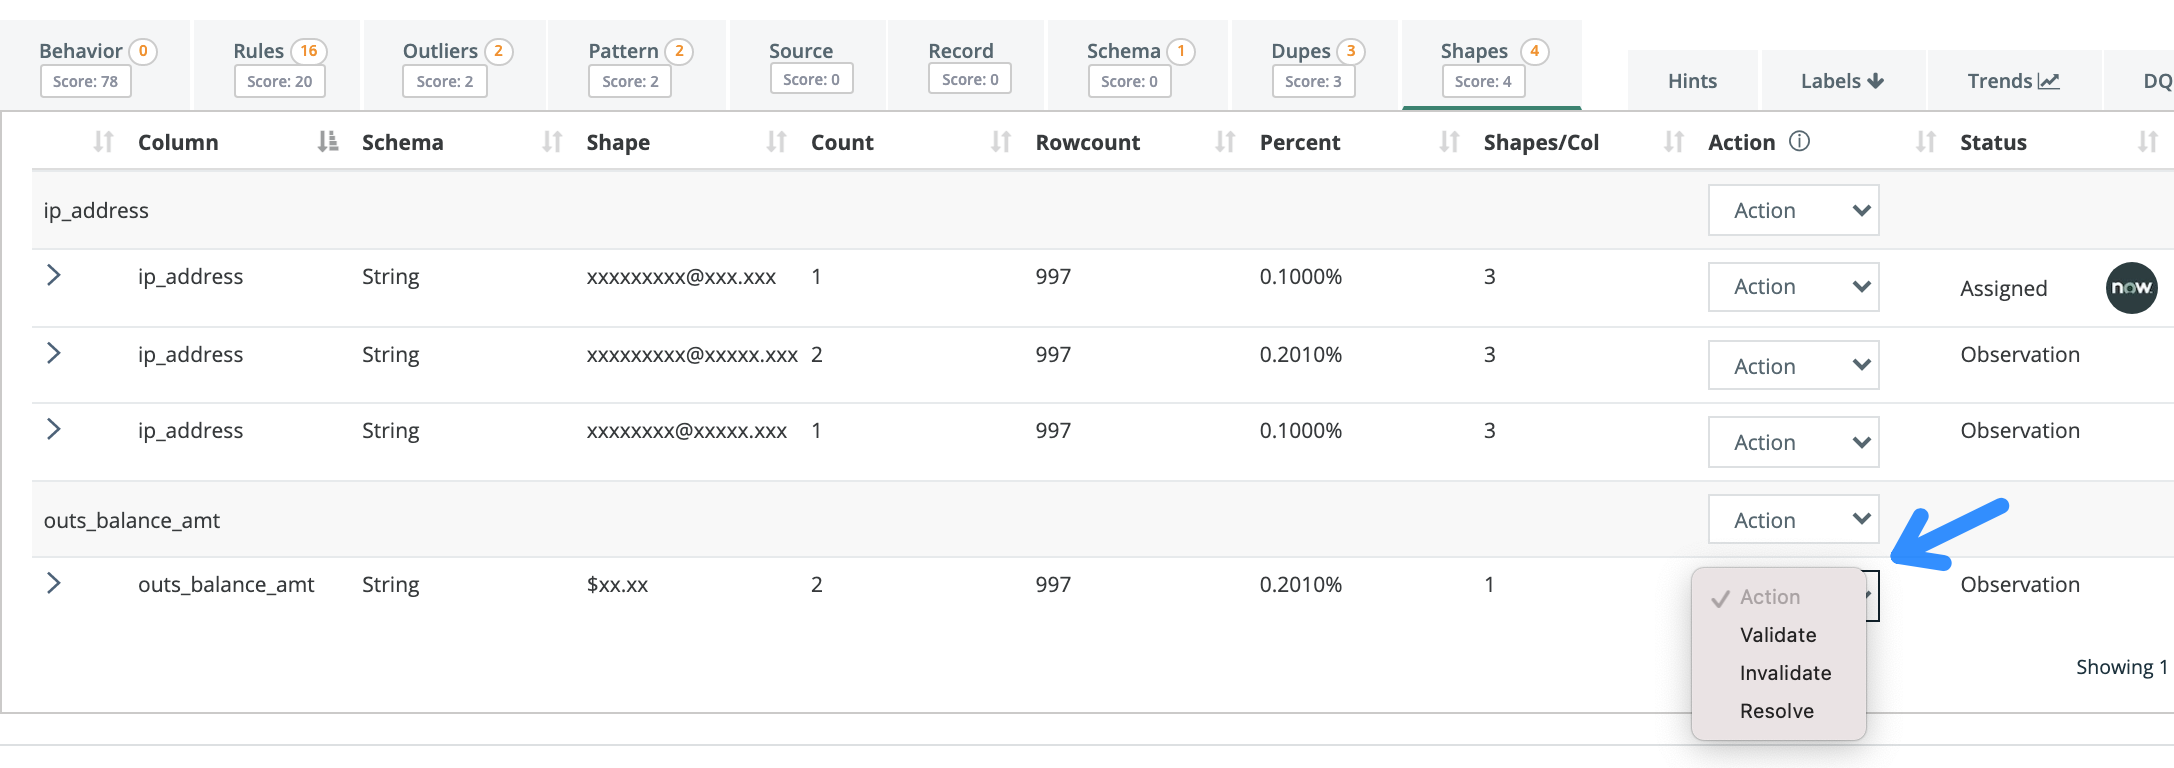 Behavior 0 Rules 16 Outliers 2 Pattern 2 Source Record Schema 1 Dupes 3 Shapes 4
Score: 78 Score: 20 Score: 2 Score: 2 Score: 0 Score: 0 Score: 0 Score: 3 Score: 4 Hints Labels Trends DQ
Column Schema Shape Count Rowcount Percent Shapes/Col Action Status
ip_address Action
ip_address String xxxxxxxxx@xxx.xxx 1 997 0.1000% 3 Action Assigned now
ip_address String xxxxxxxxx@xxxxx.xxx 2 997 0.2010% 3 Action Observation
ip_address String xxxxxxxx@xxxxx.xxx 1 997 0.1000% 3 Action Observation
outs_balance_amt Action
outs_balance_amt String $xx.xx 2 997 0.2010% 1 Observation
Action
Validate
Invalidate
Resolve
Showing 1